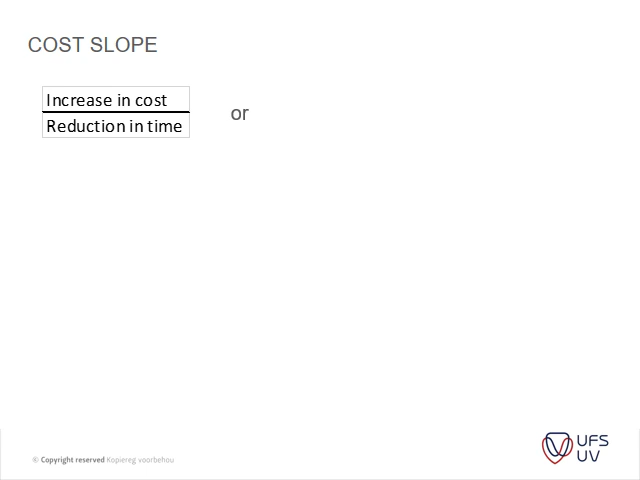 COST SLOPE
Increase in cost
Reduction in time
or
© Copyright reserved Kopiereg voorbehou
UFS
UV